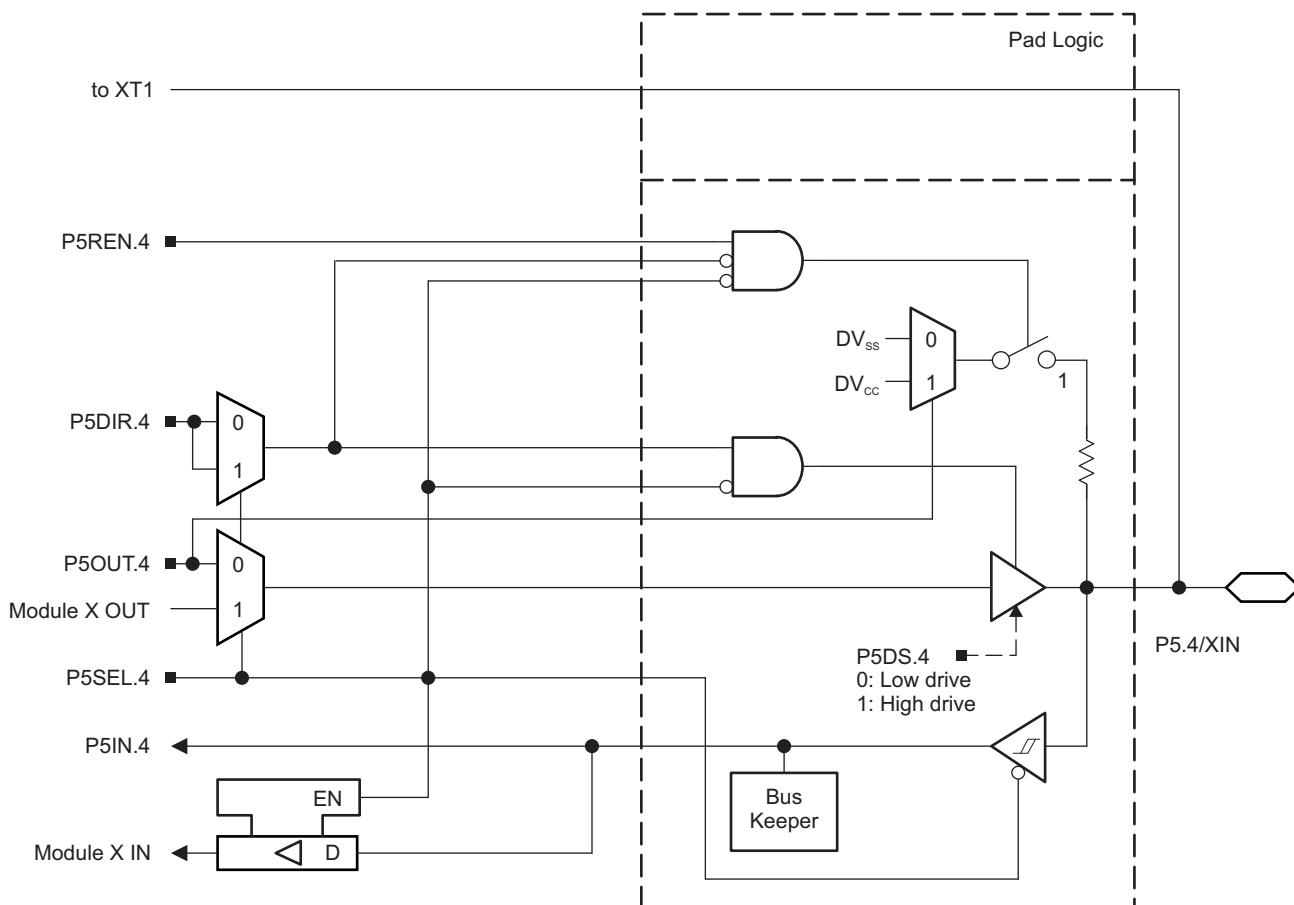 Pad Logic
to XT1
P5REN.4
DVSS
0
DVCC
1
1
P5DIR.4
0
1
P5OUT.4
0
Module X OUT
1
P5SEL.4
P5DS.4
0: Low drive
1: High drive
P5.4/XIN
P5IN.4
EN
Bus
Keeper
Module X IN
D